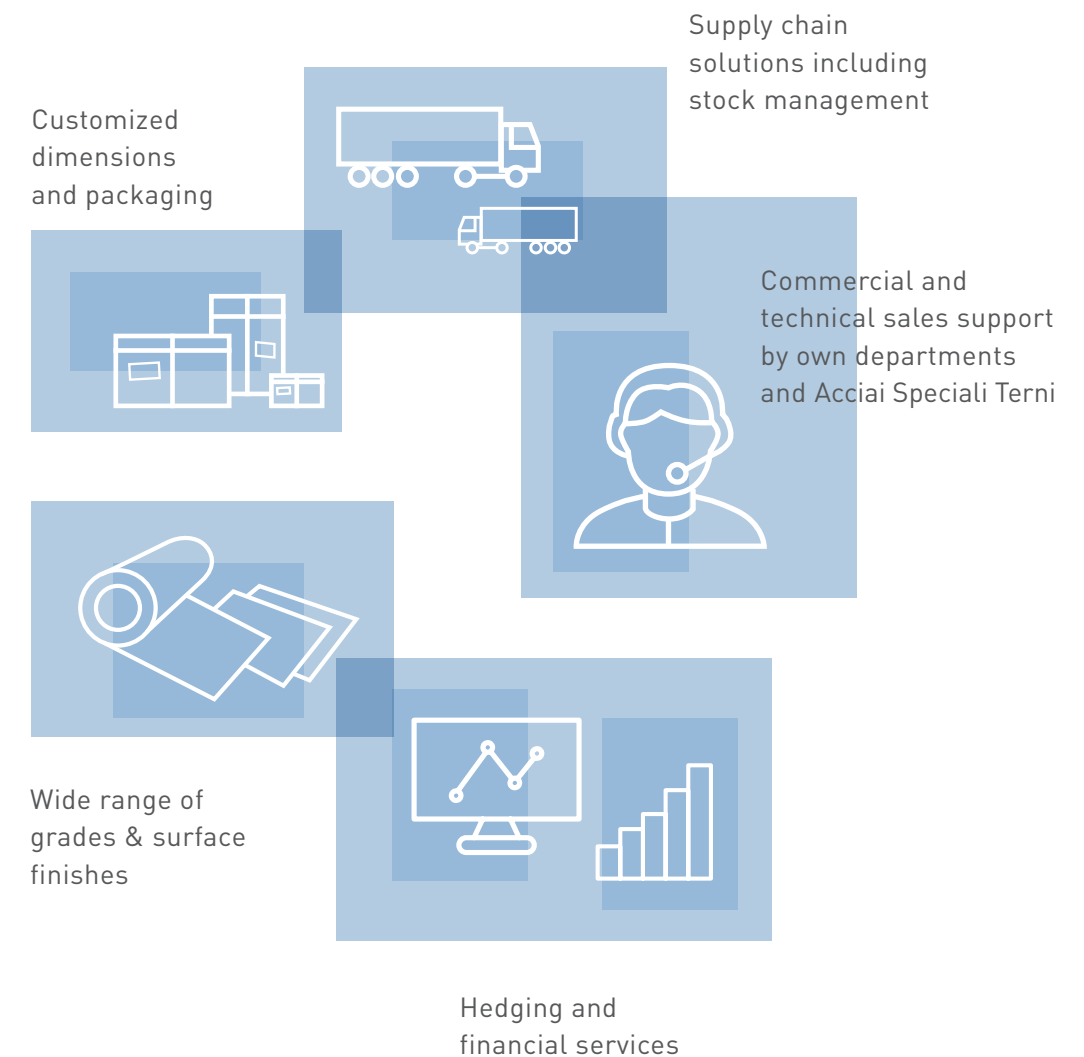 Supply chain
solutions including
stock management
Customized
dimensions
and packaging
Commercial and
technical sales support
by own departments
and Acciai Speciali Terni
Wide range of
grades & surface
finishes
Hedging and
financial services